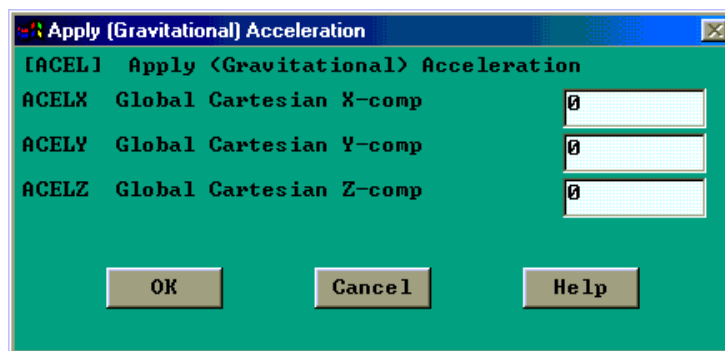 Apply (Gravitational) Acceleration
[ACEL] Apply (Gravitational) Acceleration
ACELX Global Cartesian X-comp 0
ACELY Global Cartesian Y-comp 0
ACELZ Global Cartesian Z-comp 0
OK Cancel Help